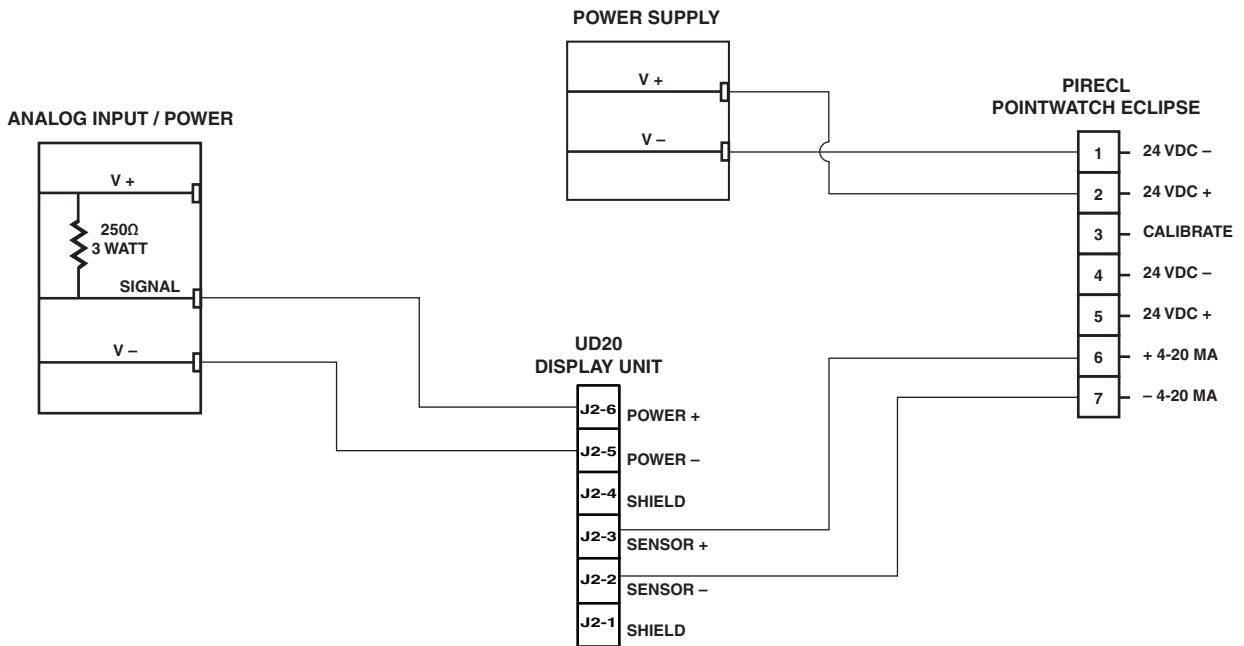 POWER SUPPLY
V +
V –
ANALOG INPUT / POWER
V +
250Ω
3 WATT
SIGNAL
V –
PIRECL
POINTWATCH ECLIPSE
1 24 VDC –
2 24 VDC +
3 CALIBRATE
4 24 VDC –
5 24 VDC +
6 + 4-20 MA
7 – 4-20 MA
UD20
DISPLAY UNIT
J2-6 POWER +
J2-5 POWER –
J2-4 SHIELD
J2-3 SENSOR +
J2-2 SENSOR –
J2-1 SHIELD